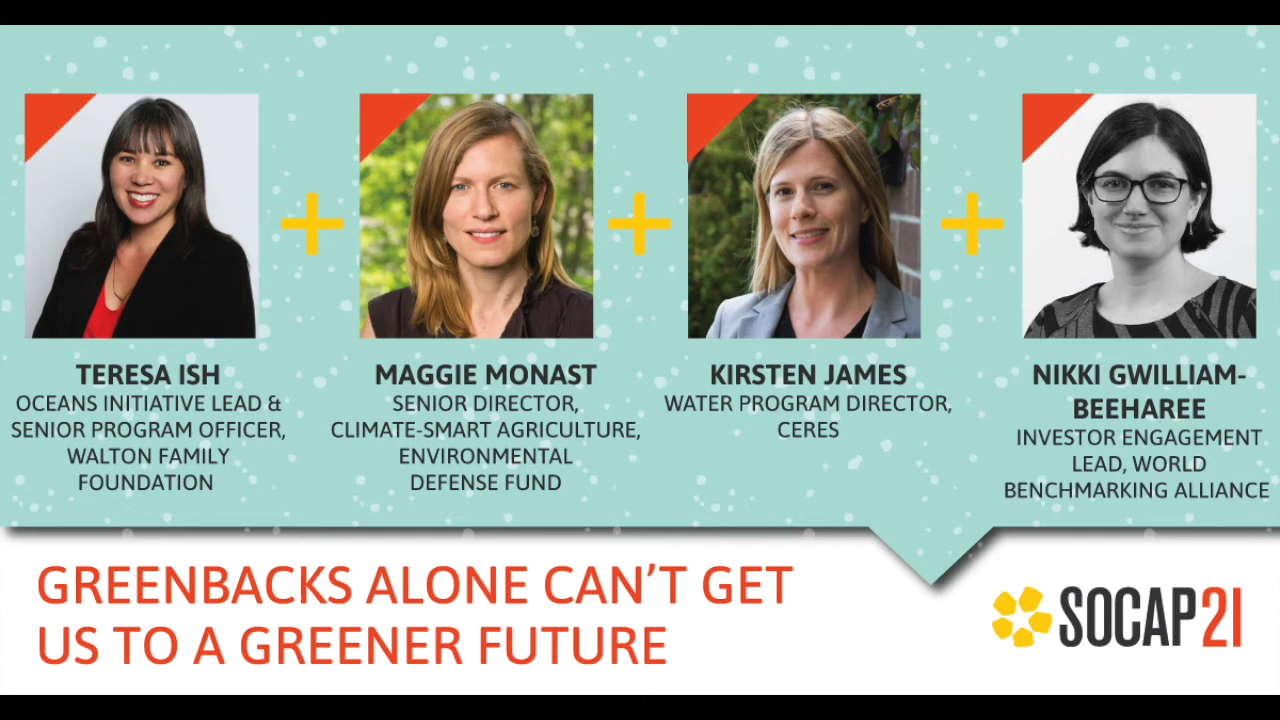 TERESA ISH
OCEANS INITIATIVE LEAD &
SENIOR PROGRAM OFFICER,
WALTON FAMILY
FOUNDATION
MAGGIE MONAST
SENIOR DIRECTOR,
CLIMATE-SMART AGRICULTURE,
ENVIRONMENTAL
DEFENSE FUND
KIRSTEN JAMES
WATER PROGRAM DIRECTOR,
CERES
NIKKI GWILLIAM-
BEEHAREE
INVESTOR ENGAGEMENT
LEAD, WORLD
BENCHMARKING ALLIANCE
GREENBACKS ALONE CAN’T GET
US TO A GREENER FUTURE
SOCAP21